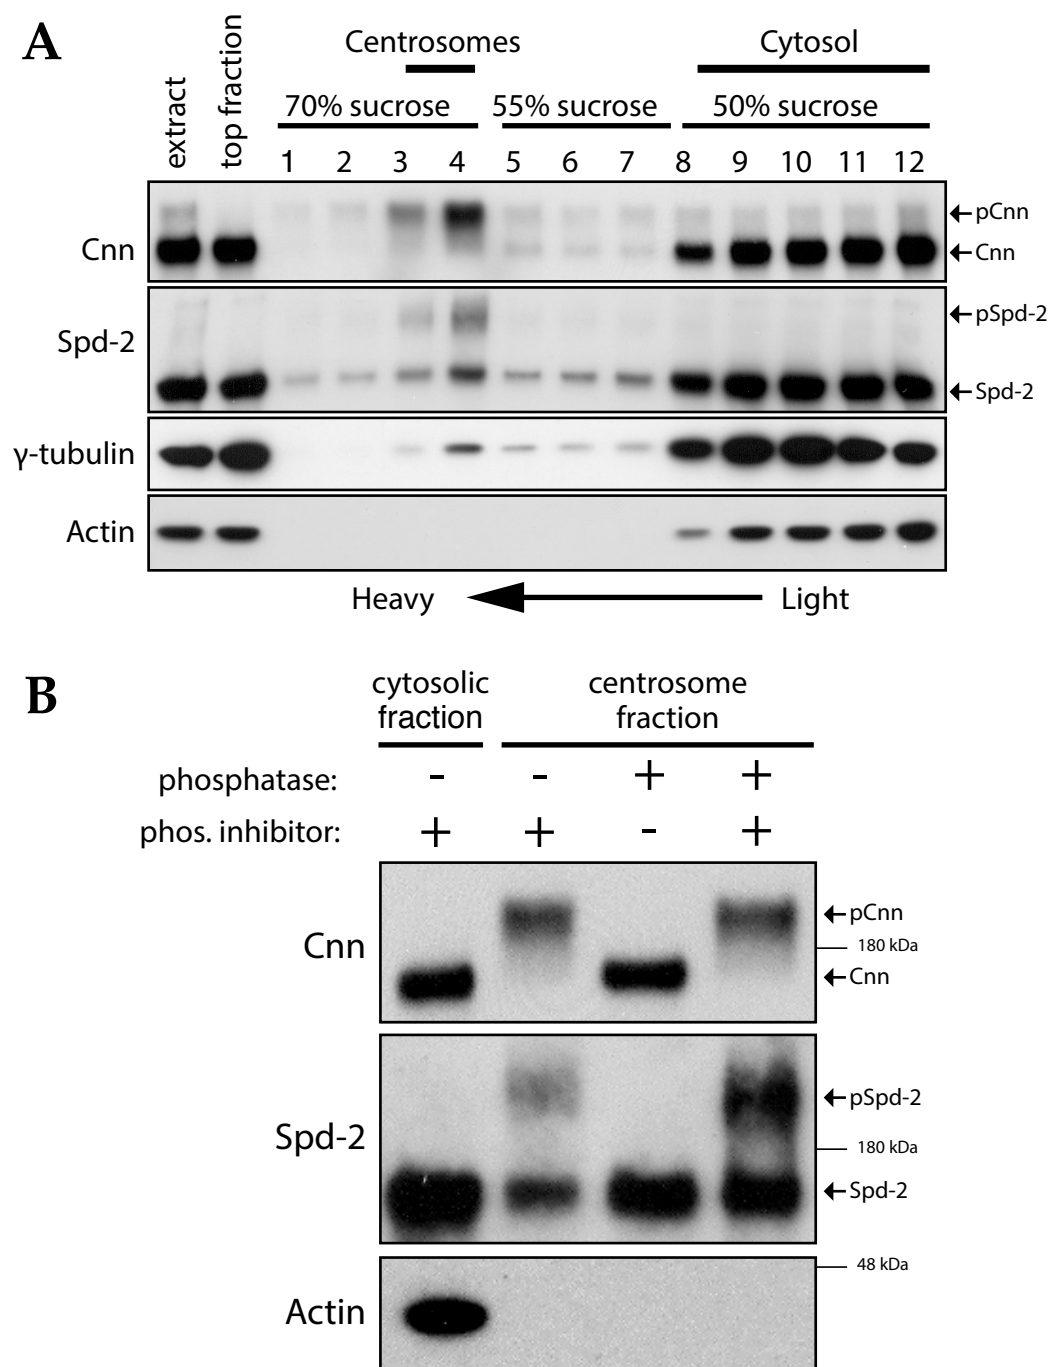 A
Centrosomes
Cytosol
extract
top fraction
70% sucrose
55% sucrose
50% sucrose
1 2 3 4 5 6 7 8 9 10 11 12
Cnn
pCnn
Cnn
Spd-2
pSpd-2
Spd-2
γ-tubulin
Actin
Heavy
Light
B
cytosolic
fraction
centrosome
fraction
phosphatase: - - + +
phos. inhibitor: + + - +
Cnn
pCnn
180 kDa
Cnn
Spd-2
pSpd-2
180 kDa
Spd-2
48 kDa
Actin